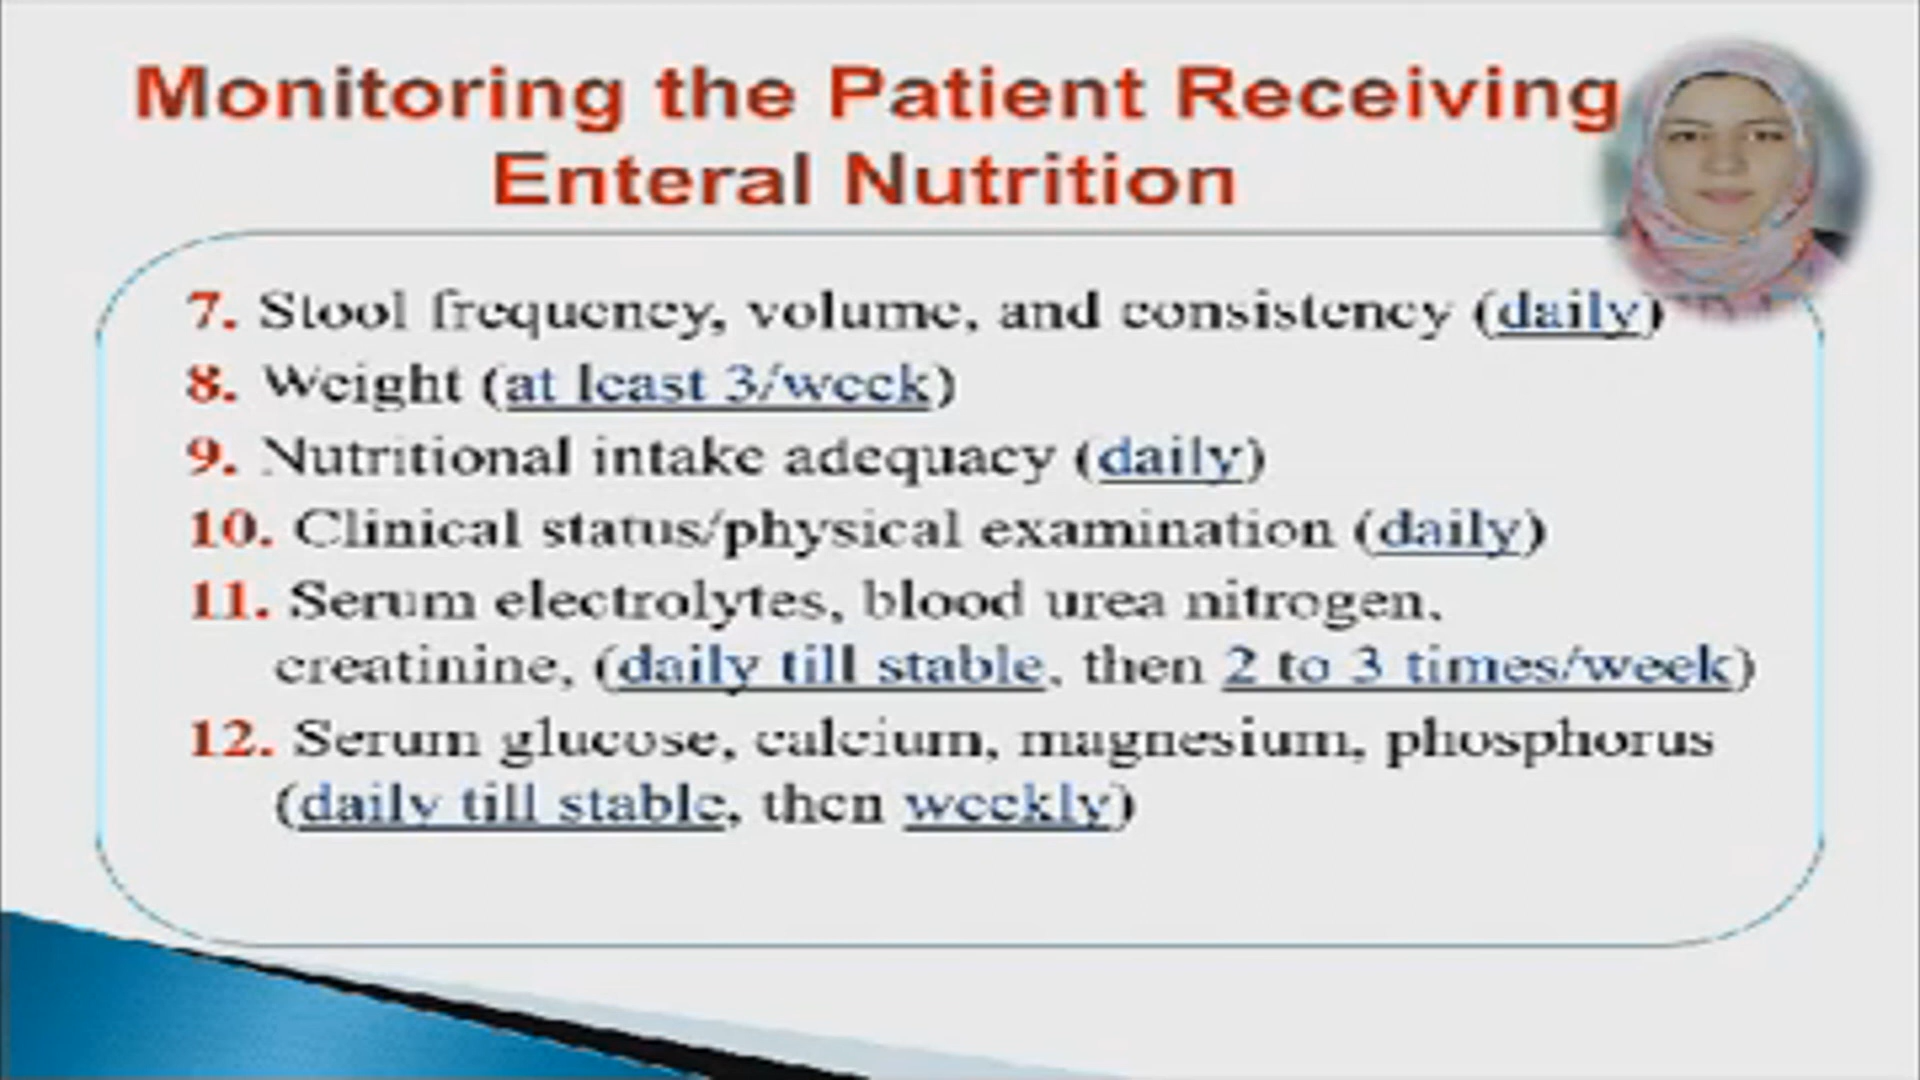 Monitoring the Patient Receiving
Enteral Nutrition
7. Stool frequency, volume, and consistency (daily)
8. Weight (at least 3/week)
9. Nutritional intake adequacy (daily)
10. Clinical status/physical examination (daily)
11. Serum electrolytes, blood urea nitrogen,
creatinine, (daily till stable, then 2 to 3 times/week)
12. Serum glucose, calcium, magnesium, phosphorus
(daily till stable, then weekly)